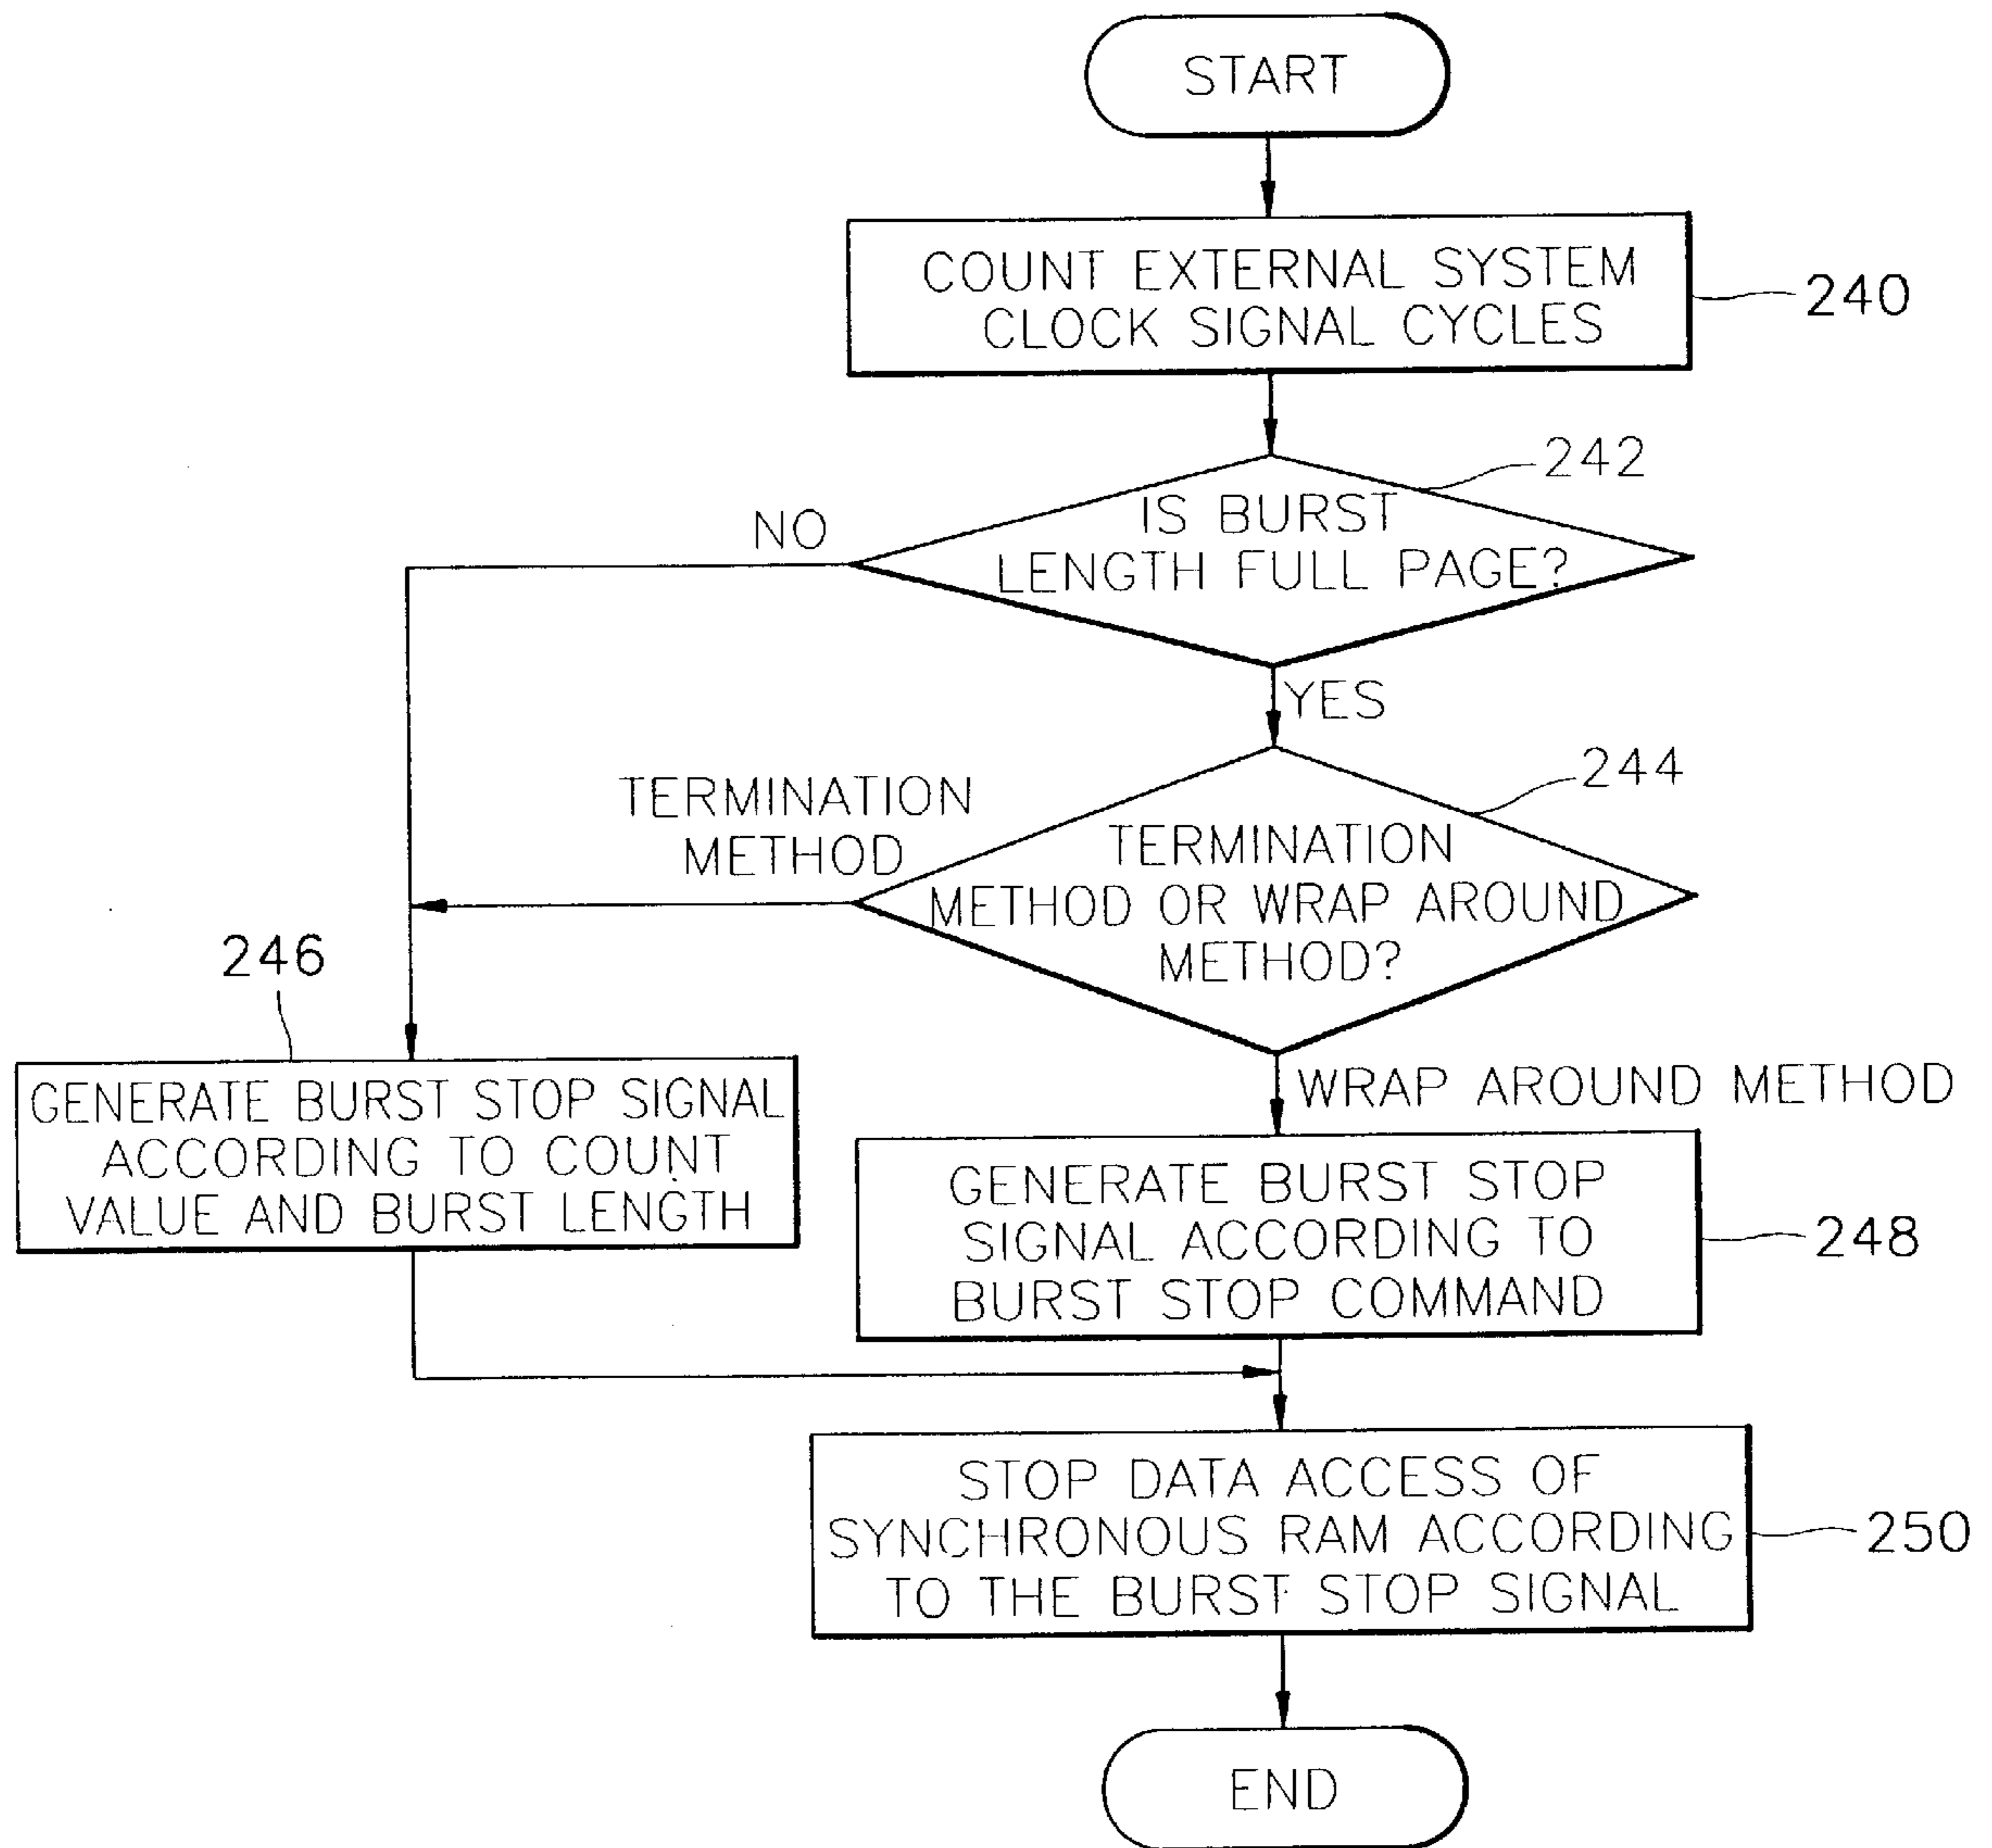 START
COUNT EXTERNAL SYSTEM
CLOCK SIGNAL CYCLES
240
242
IS BURST
LENGTH FULL PAGE?
NO
YES
244
TERMINATION
METHOD
TERMINATION
METHOD OR WRAP AROUND
METHOD?
246
WRAP AROUND METHOD
GENERATE BURST STOP SIGNAL
ACCORDING TO COUNT
VALUE AND BURST LENGTH
GENERATE BURST STOP
SIGNAL ACCORDING TO
BURST STOP COMMAND
248
STOP DATA ACCESS OF
SYNCHRONOUS RAM ACCORDING
TO THE BURST STOP SIGNAL
250
END